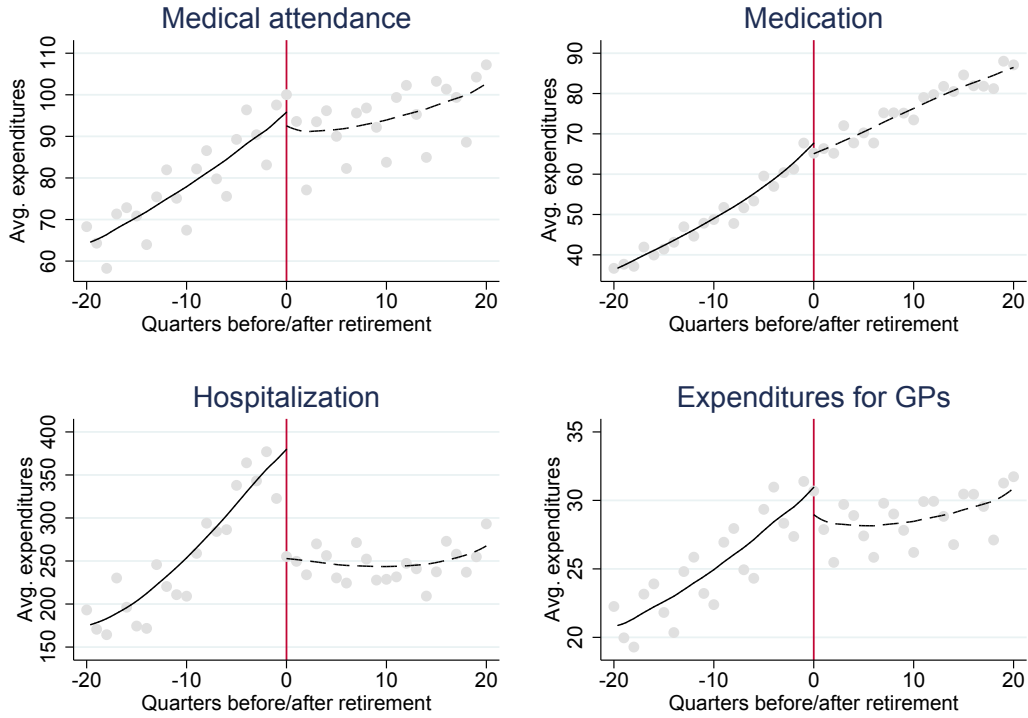 Medical attendance
Avg. expenditures
60 70 80 90 100 110
-20 -10 0 10 20
Quarters before/after retirement
Medication
Avg. expenditures
40 50 60 70 80 90
-20 -10 0 10 20
Quarters before/after retirement
Hospitalization
Avg. expenditures
150 200 250 300 350 400
-20 -10 0 10 20
Quarters before/after retirement
Expenditures for GPs
Avg. expenditures
20 25 30 35
-20 -10 0 10 20
Quarters before/after retirement